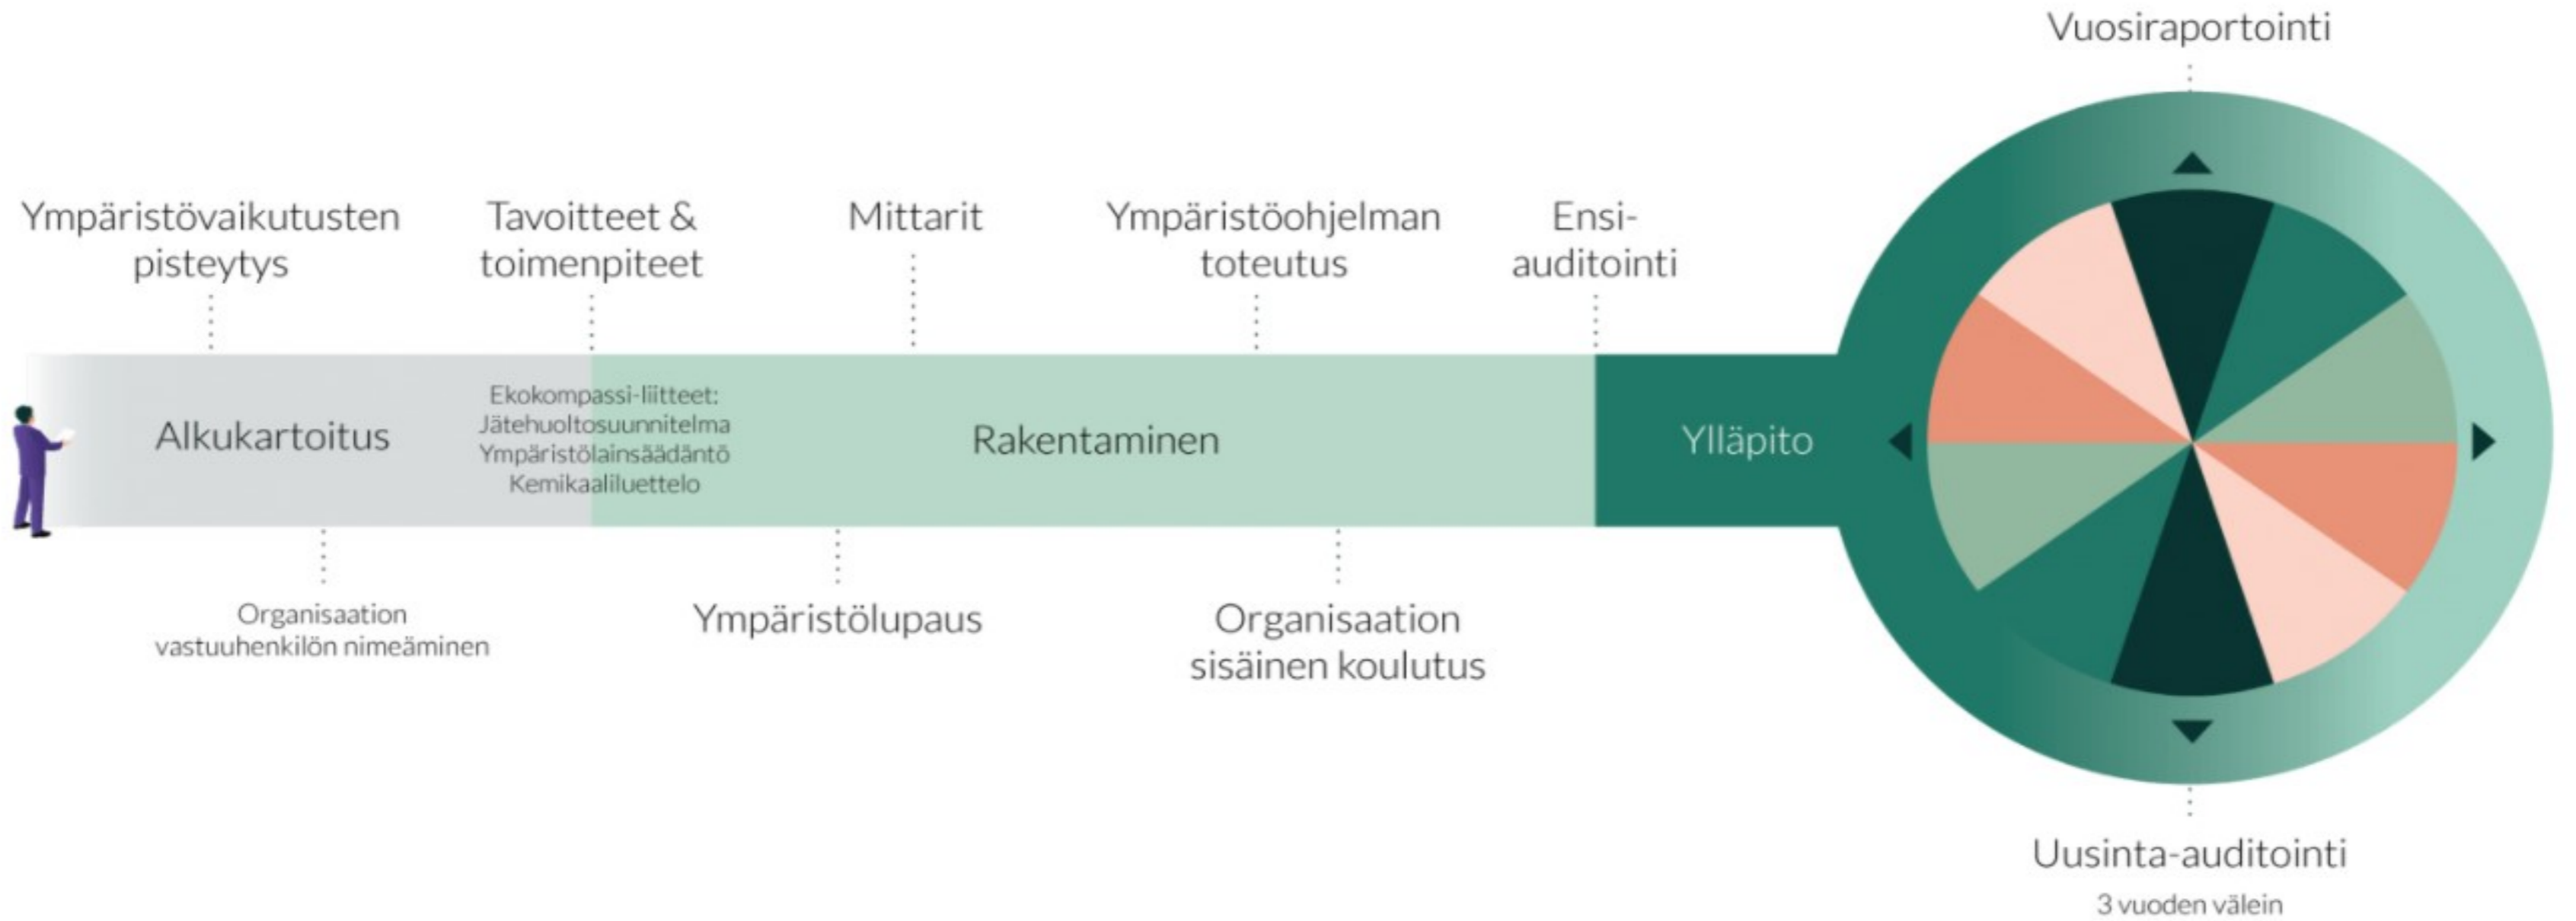 Vuosiraportointi
Ympäristövaikutusten
pisteytys
Tavoitteet &
toimenpiteet
Mittarit
Ympäristöohjelman
toteutus
Ensi-
auditointi
Alkukartoitus
Ekokompassi-liitteet:
Jätehuoltosuunnitelma
Ympäristölainsäädäntö
Kemikaaliluettelo
Rakentaminen
Ylläpito
Organisaation
vastuuhenkilön nimeäminen
Ympäristölupaus
Organisaation
sisäinen koulutus
Uusinta-auditointi
3 vuoden välein